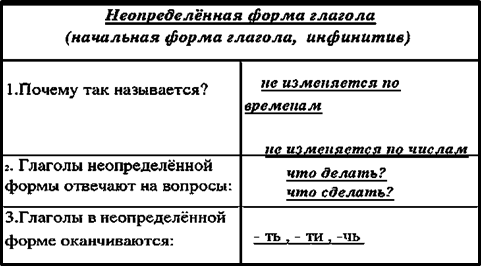 Неопределённая форма глагола
(начальная форма глагола, инфинитив)
1.Почему так называется?
не изменяется по
временам
не изменяется по числам
2. Глаголы неопределённой
формы отвечают на вопросы:
что делать?
что сделать?
3.Глаголы в неопределённой
форме оканчиваются:
- ть , - ти , -чь